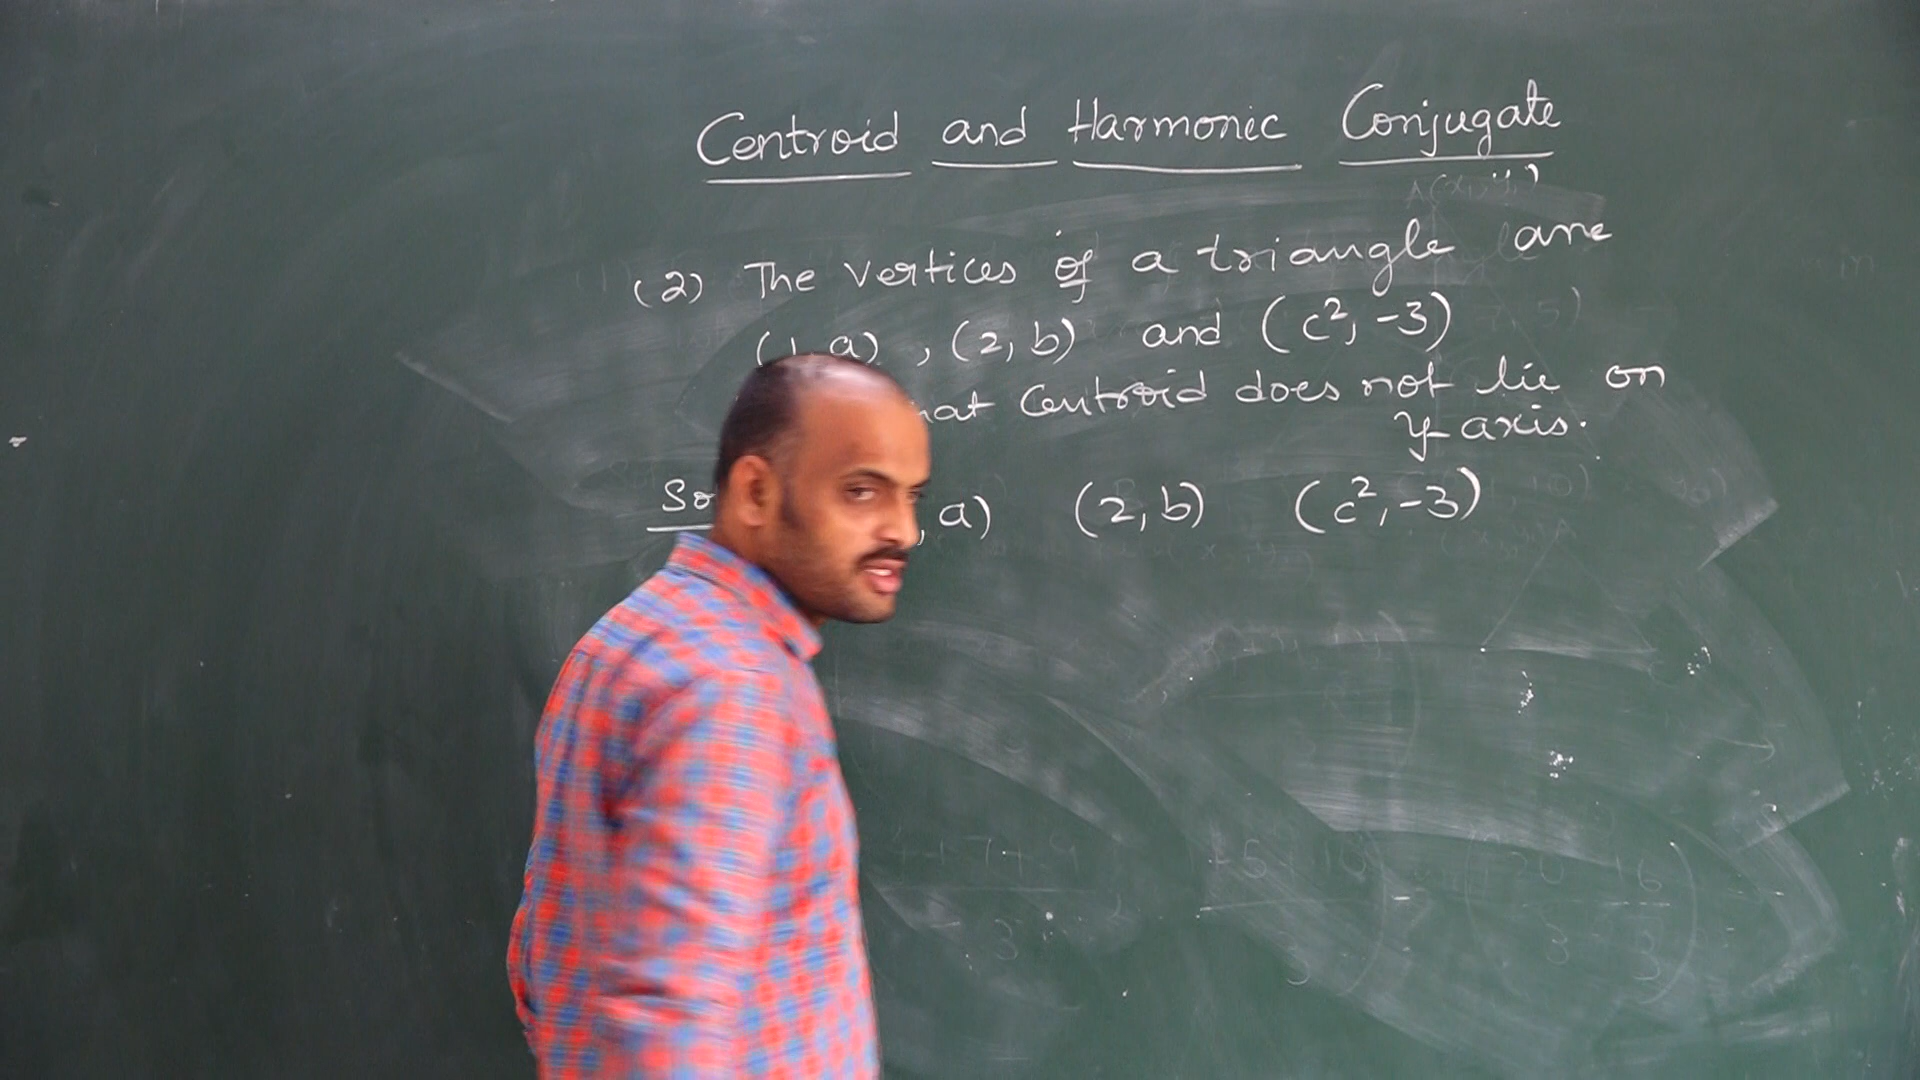 Centroid and Harmonic Conjugate
(2) The vertices of a triangle are
(1, a), (2, b) and (c², -3)
Centroid does not lie on
y-axis.
, a) (2, b) (c², -3)